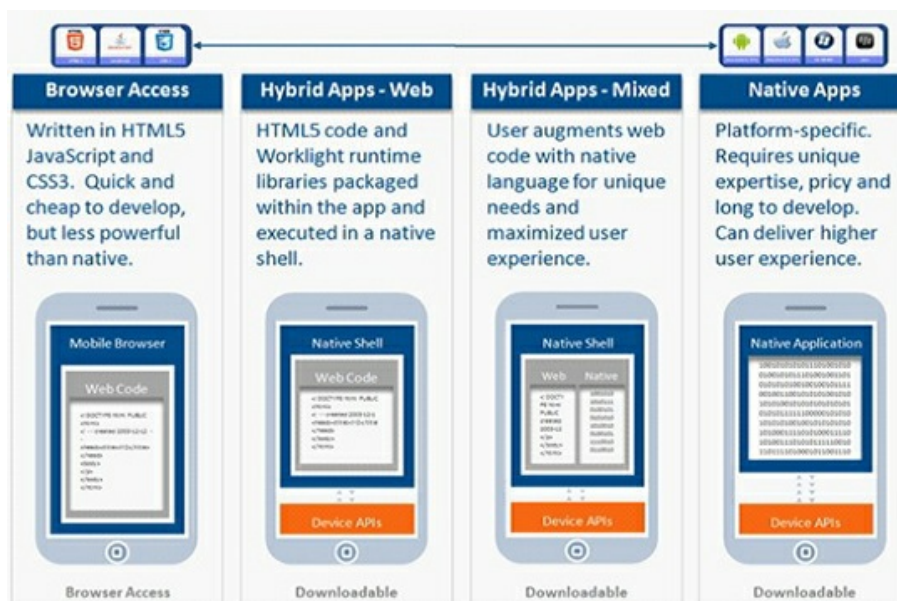 Browser Access
Written in HTML5
JavaScript and
CSS3. Quick and
cheap to develop,
but less powerful
than native.
Mobile Browser
Web Code
Browser Access
Hybrid Apps - Web
HTML5 code and
Worklight runtime
libraries packaged
within the app and
executed in a native
shell.
Native Shell
Web Code
Device APIs
Downloadable
Hybrid Apps - Mixed
User augments web
code with native
language for unique
needs and
maximized user
experience.
Native Shell
Web Native
Device APIs
Downloadable
Native Apps
Platform-specific.
Requires unique
expertise, pricy and
long to develop.
Can deliver higher
user experience.
Native Application
Device APIs
Downloadable